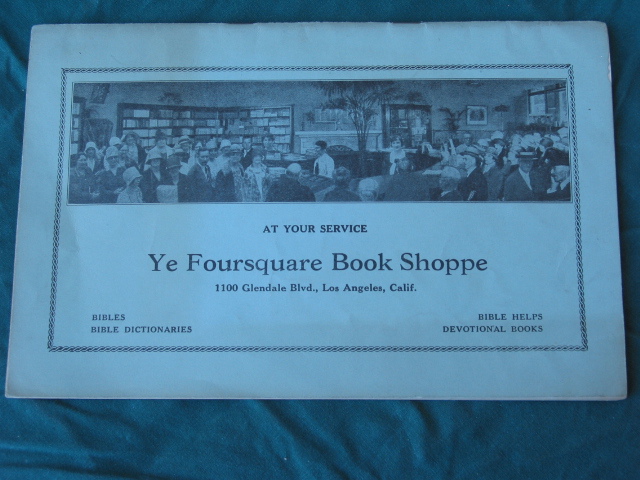 AT YOUR SERVICE
Ye Foursquare Book Shoppe
1100 Glendale Blvd., Los Angeles, Calif.
BIBLES
BIBLE DICTIONARIES
BIBLE HELPS
DEVOTIONAL BOOKS